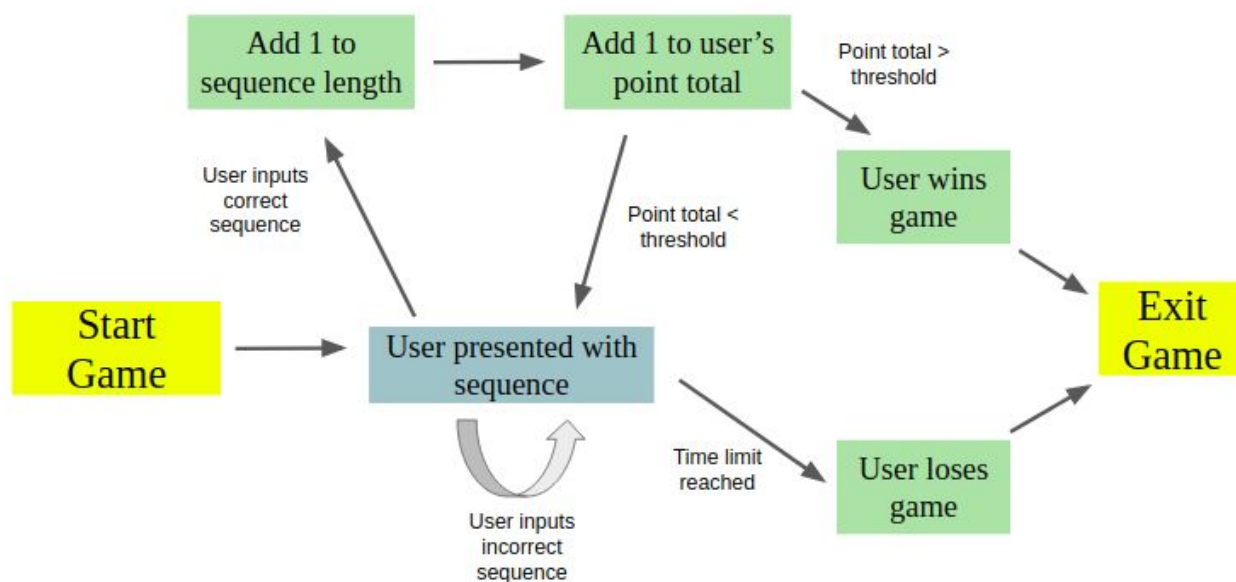 Add 1 to
sequence length
Add 1 to user’s
point total
Point total >
threshold
User inputs
correct
sequence
Point total <
threshold
User wins
game
Start
Game
User presented with
sequence
Exit
Game
Time limit
reached
User loses
game
User inputs
incorrect
sequence